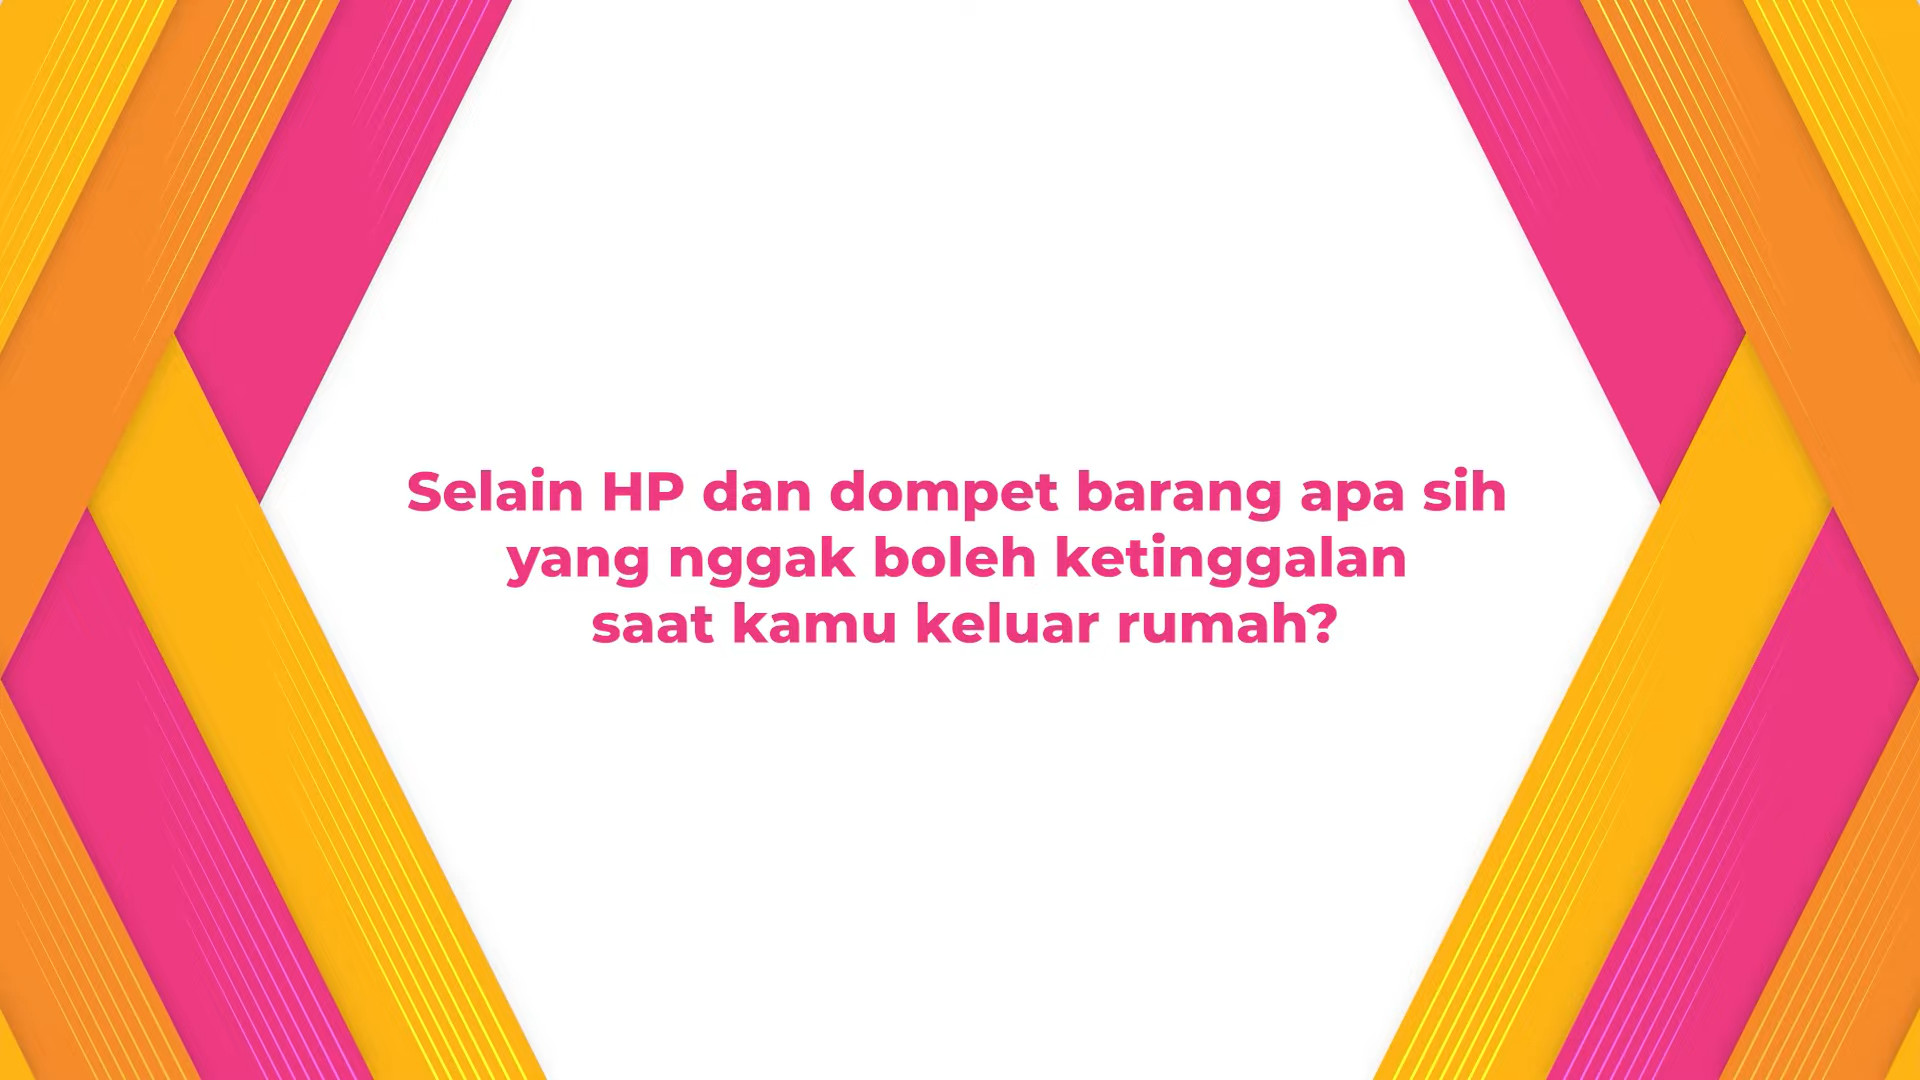 Selain HP dan dompet barang apa sih
yang nggak boleh ketinggalan
saat kamu keluar rumah?